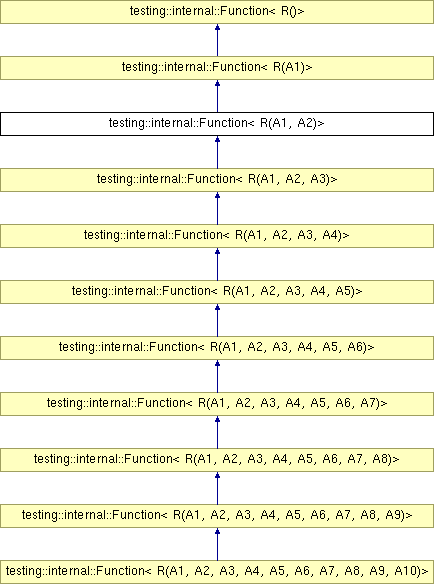 testing::internal::Function< R()>
testing::internal::Function< R(A1)>
testing::internal::Function< R(A1, A2)>
testing::internal::Function< R(A1, A2, A3)>
testing::internal::Function< R(A1, A2, A3, A4)>
testing::internal::Function< R(A1, A2, A3, A4, A5)>
testing::internal::Function< R(A1, A2, A3, A4, A5, A6)>
testing::internal::Function< R(A1, A2, A3, A4, A5, A6, A7)>
testing::internal::Function< R(A1, A2, A3, A4, A5, A6, A7, A8)>
testing::internal::Function< R(A1, A2, A3, A4, A5, A6, A7, A8, A9)>
testing::internal::Function< R(A1, A2, A3, A4, A5, A6, A7, A8, A9, A10)>